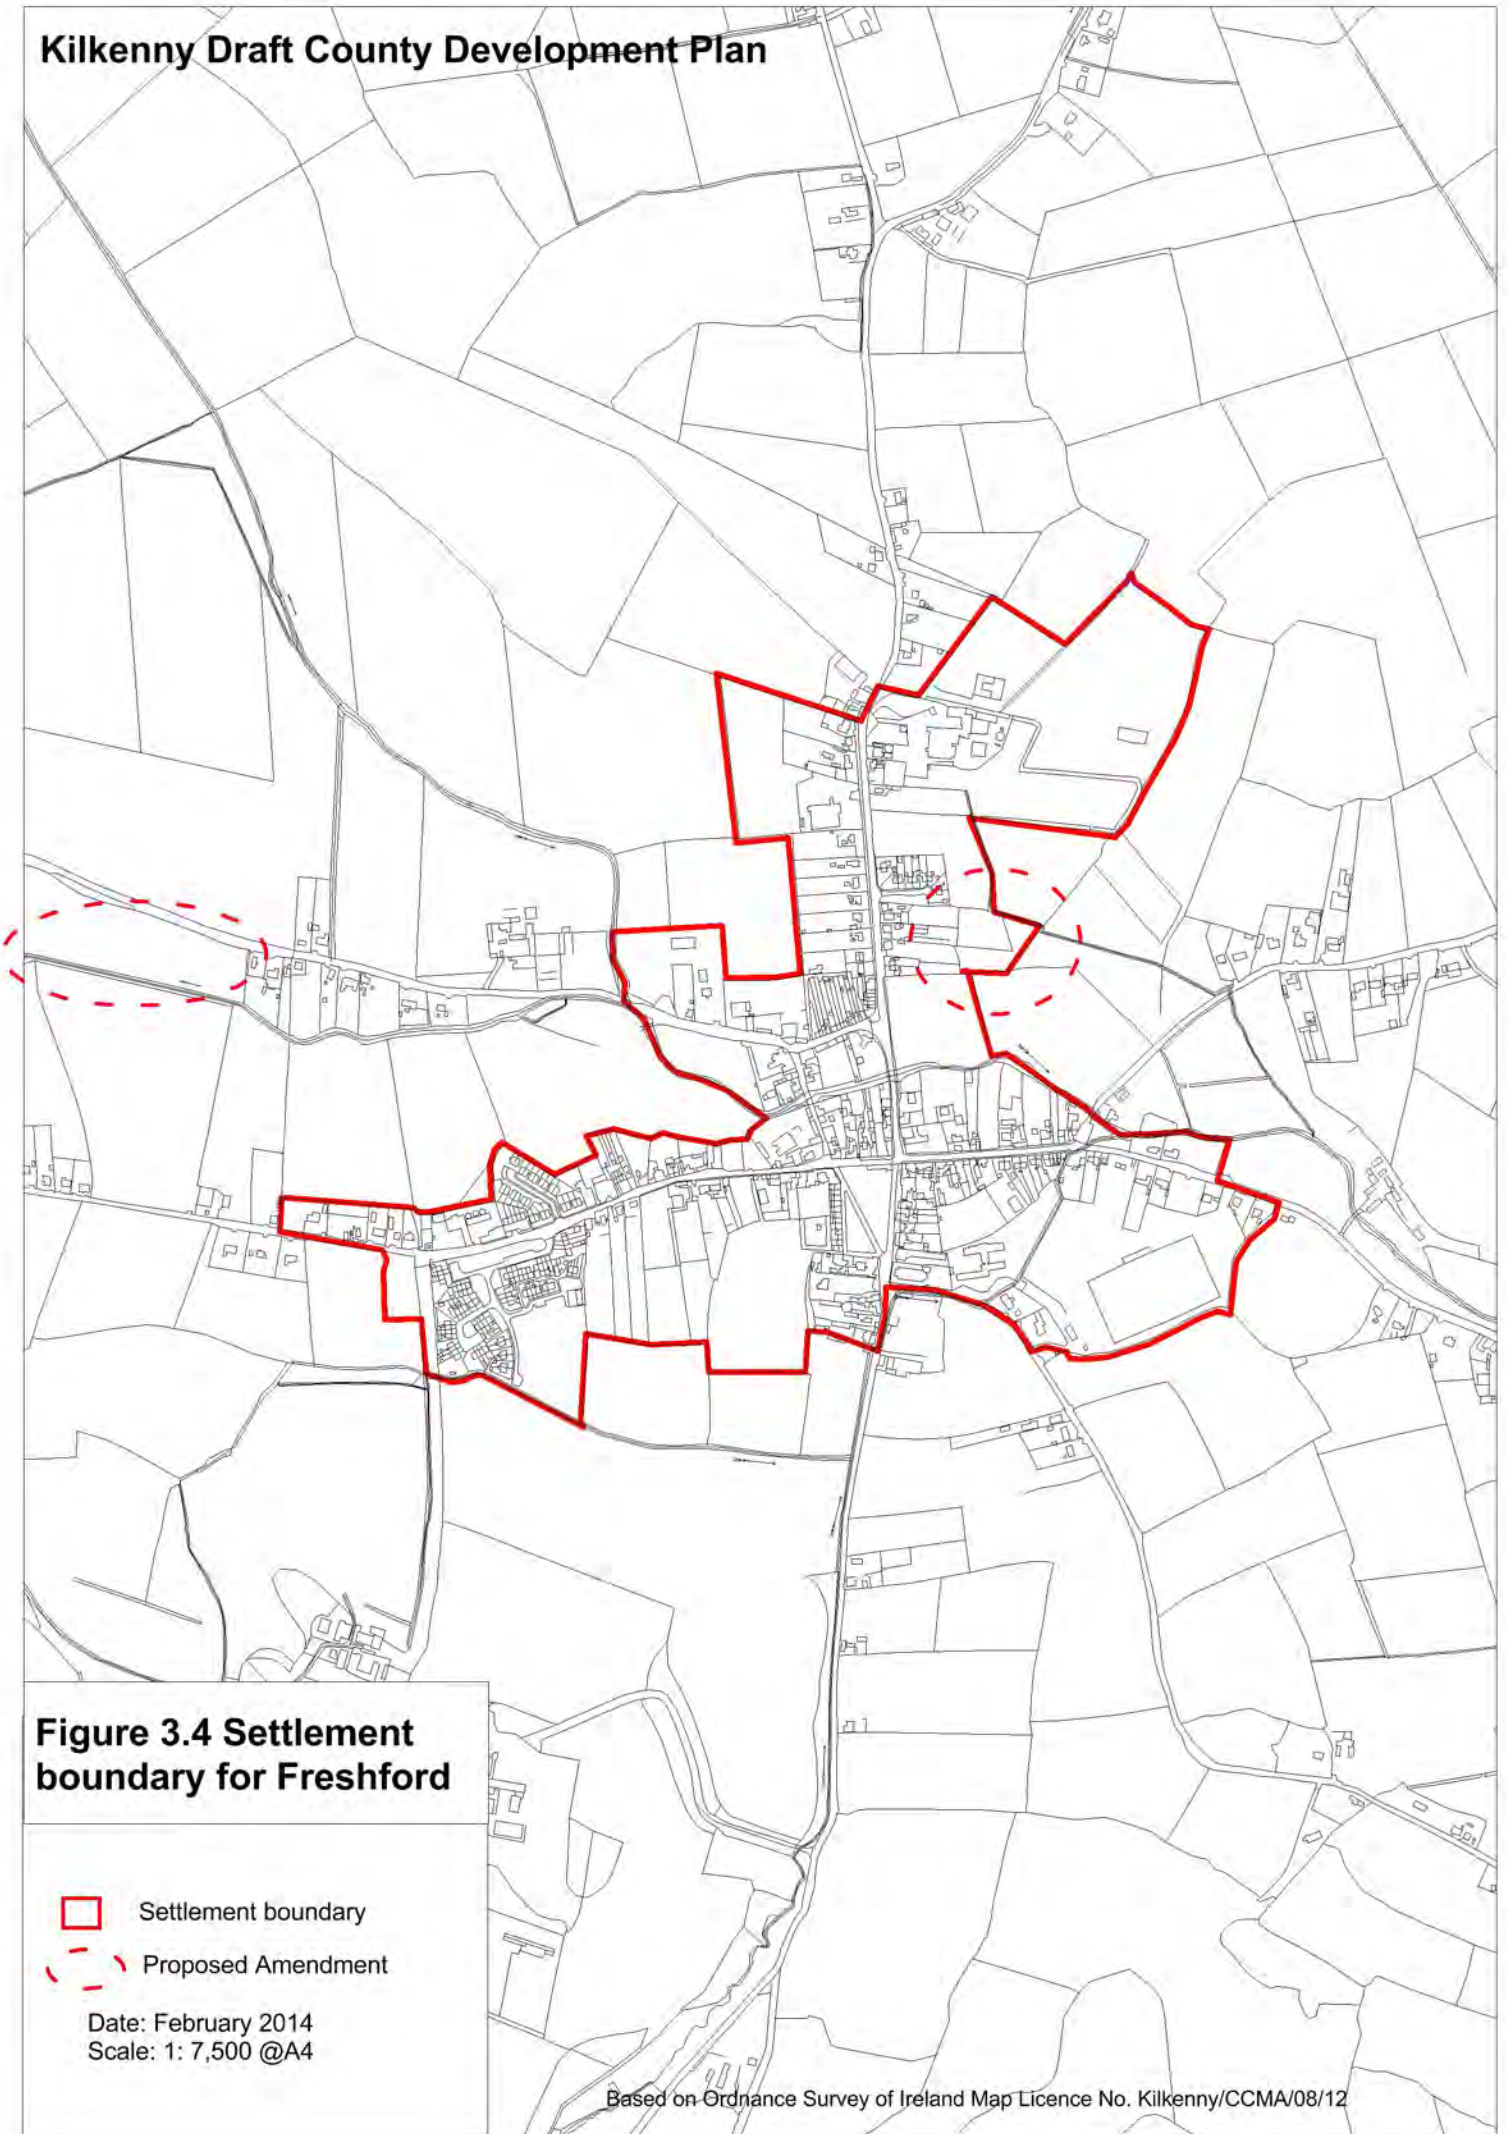 Kilkenny Draft County Development Plan
Figure 3.4 Settlement
boundary for Freshford
Settlement boundary
Proposed Amendment
Date: February 2014
Scale: 1: 7,500 @A4
Based on Ordnance Survey of Ireland Map Licence No. Kilkenny/CCMA/08/12